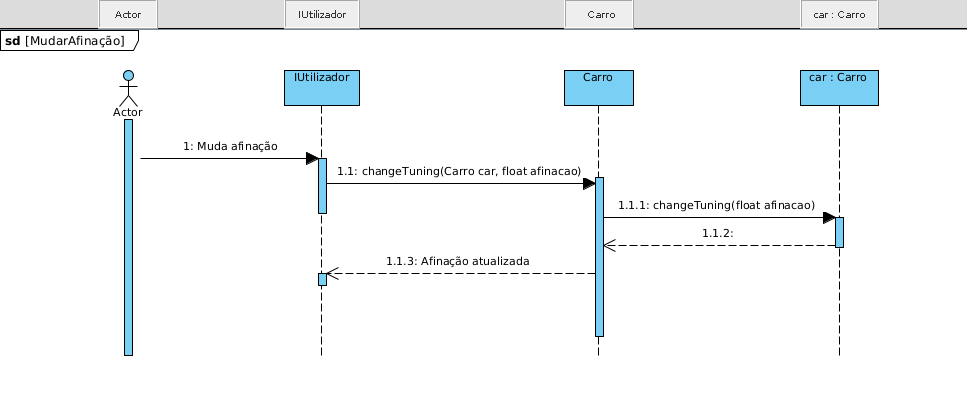 Actor
IUtilizador
Carro
car : Carro
sd [MudarAfinação]
IUtilizador
Carro
car : Carro
Actor
1: Muda afinação
1.1: changeTuning(Carro car, float afinacao)
1.1.1: changeTuning(float afinacao)
1.1.2:
1.1.3: Afinação atualizada